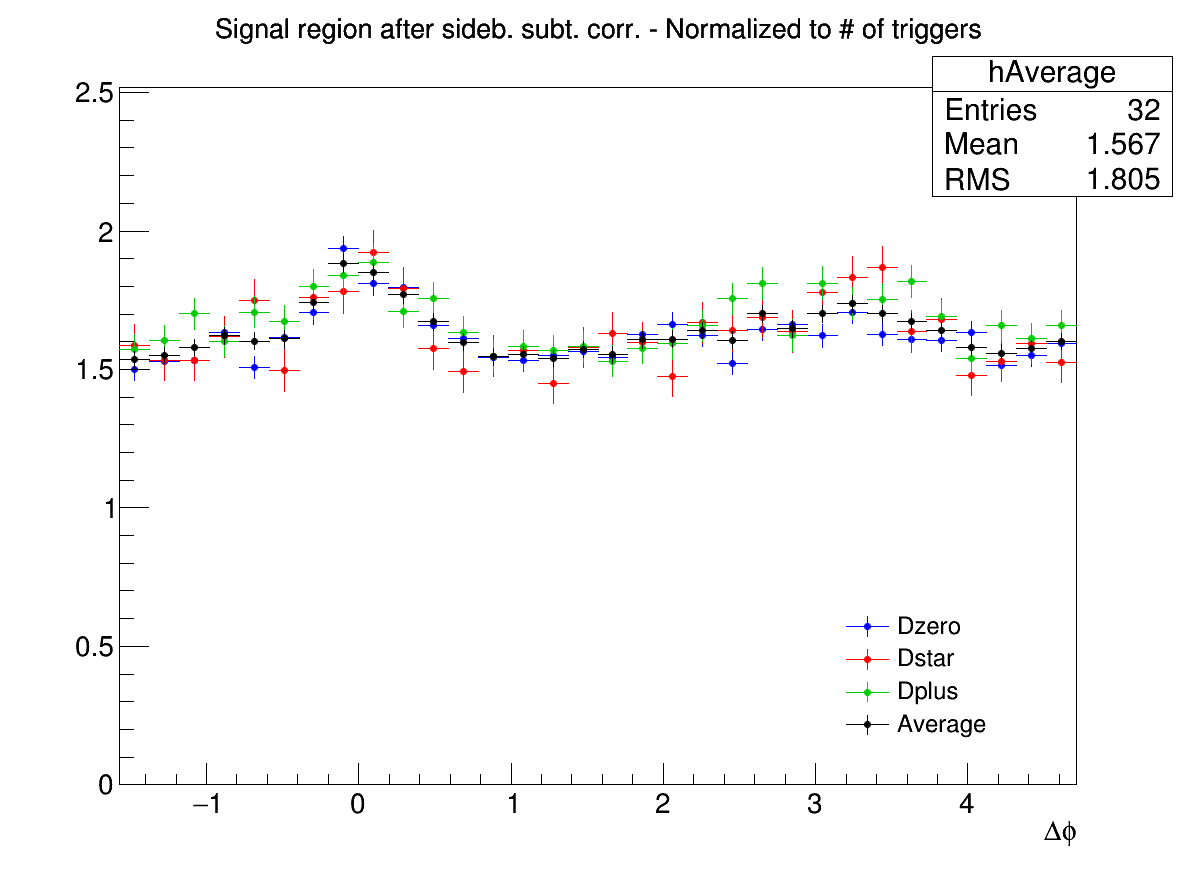 Signal region after sideb. subt. corr. - Normalized to # of triggers
hAverage
Entries 32
Mean 1.567
RMS 1.805
2.5
2
1.5
1
0.5
0
Dzero
Dstar
Dplus
Average
−1 0 1 2 3 4
Δϕ